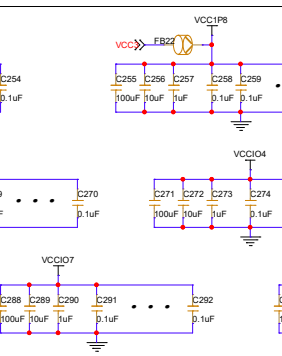 VCC1P8
FB22
C254
C255 C256 C257 C258 C259
0.1uF 100uF 10uF 1uF 0.1uF 0.1uF
VCCIO4
C270 C271 C272 C273 C274
0.1uF 100uF 10uF 1uF 0.1uF
VCCIO7
C288 C289 C290 C291 C292
100uF 10uF 1uF 0.1uF 0.1uF